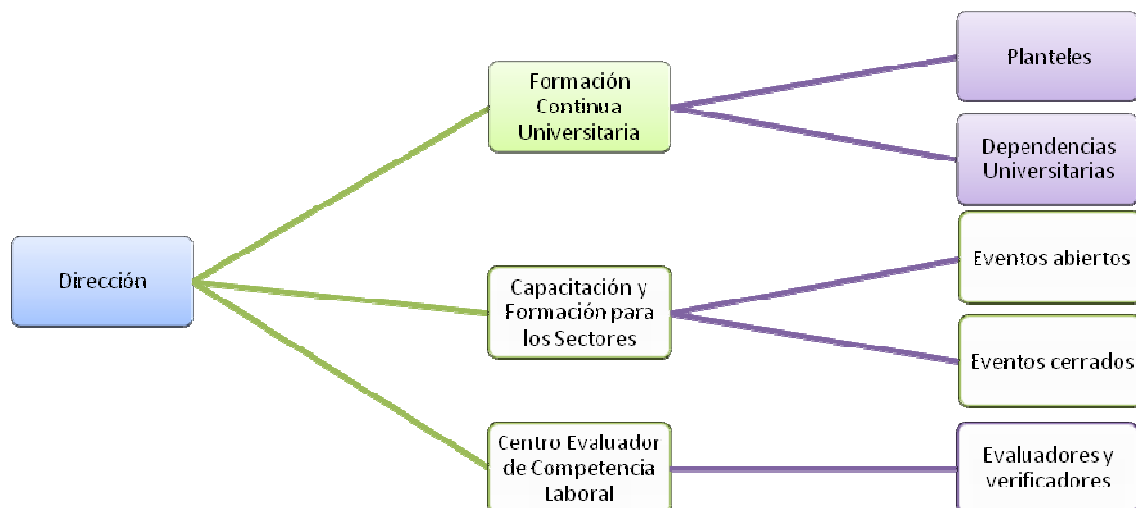 Dirección
Formación
Continua
Universitaria
Planteles
Dependencias
Universitarias
Capacitación y
Formación para
los Sectores
Eventos abiertos
Eventos cerrados
Centro Evaluador
de Competencia
Laboral
Evaluadores y
verificadores